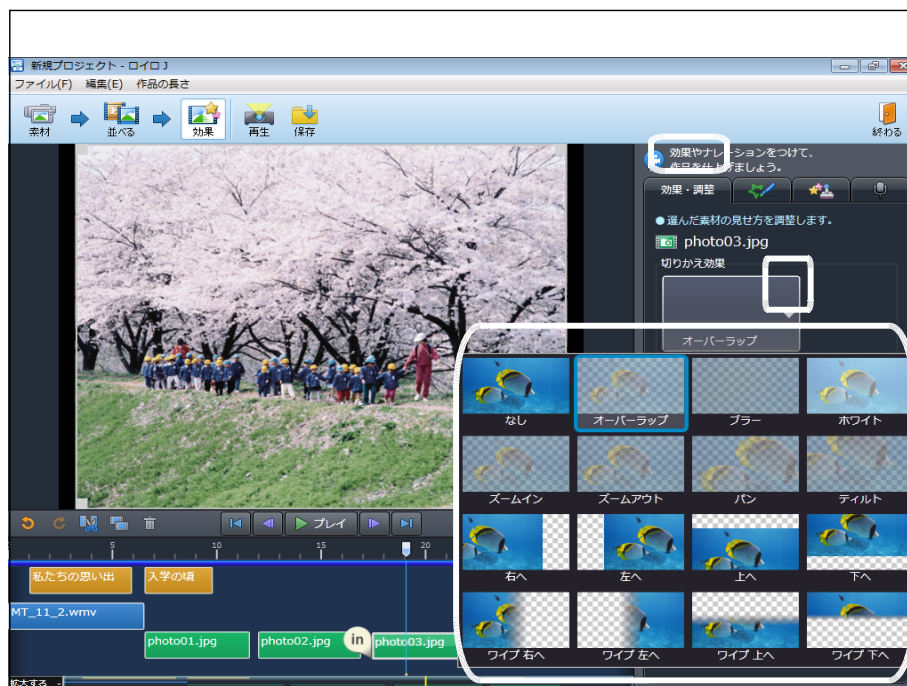 新規プロジェクト - ロイロ J
ファイル(F) 編集(E) 作品の長さ
素材 並べる 効果 再生 保存 終わる
効果やナレーションをつけて、
作品を仕上げましょう。
効果・調整
●選んだ素材の見せ方を調整します。
photo03.jpg
切りかえ効果
オーバーラップ
なし オーバーラップ ブラー ホワイト
ズームイン ズームアウト パン ティルト
右へ 左へ 上へ 下へ
ワイプ 右へ ワイプ 左へ ワイプ 上へ ワイプ 下へ
プレイ
5 10 15 20
私たちの思い出 入学の頃
MT_11_2.wmv
photo01.jpg photo02.jpg in photo03.jpg
拡大する